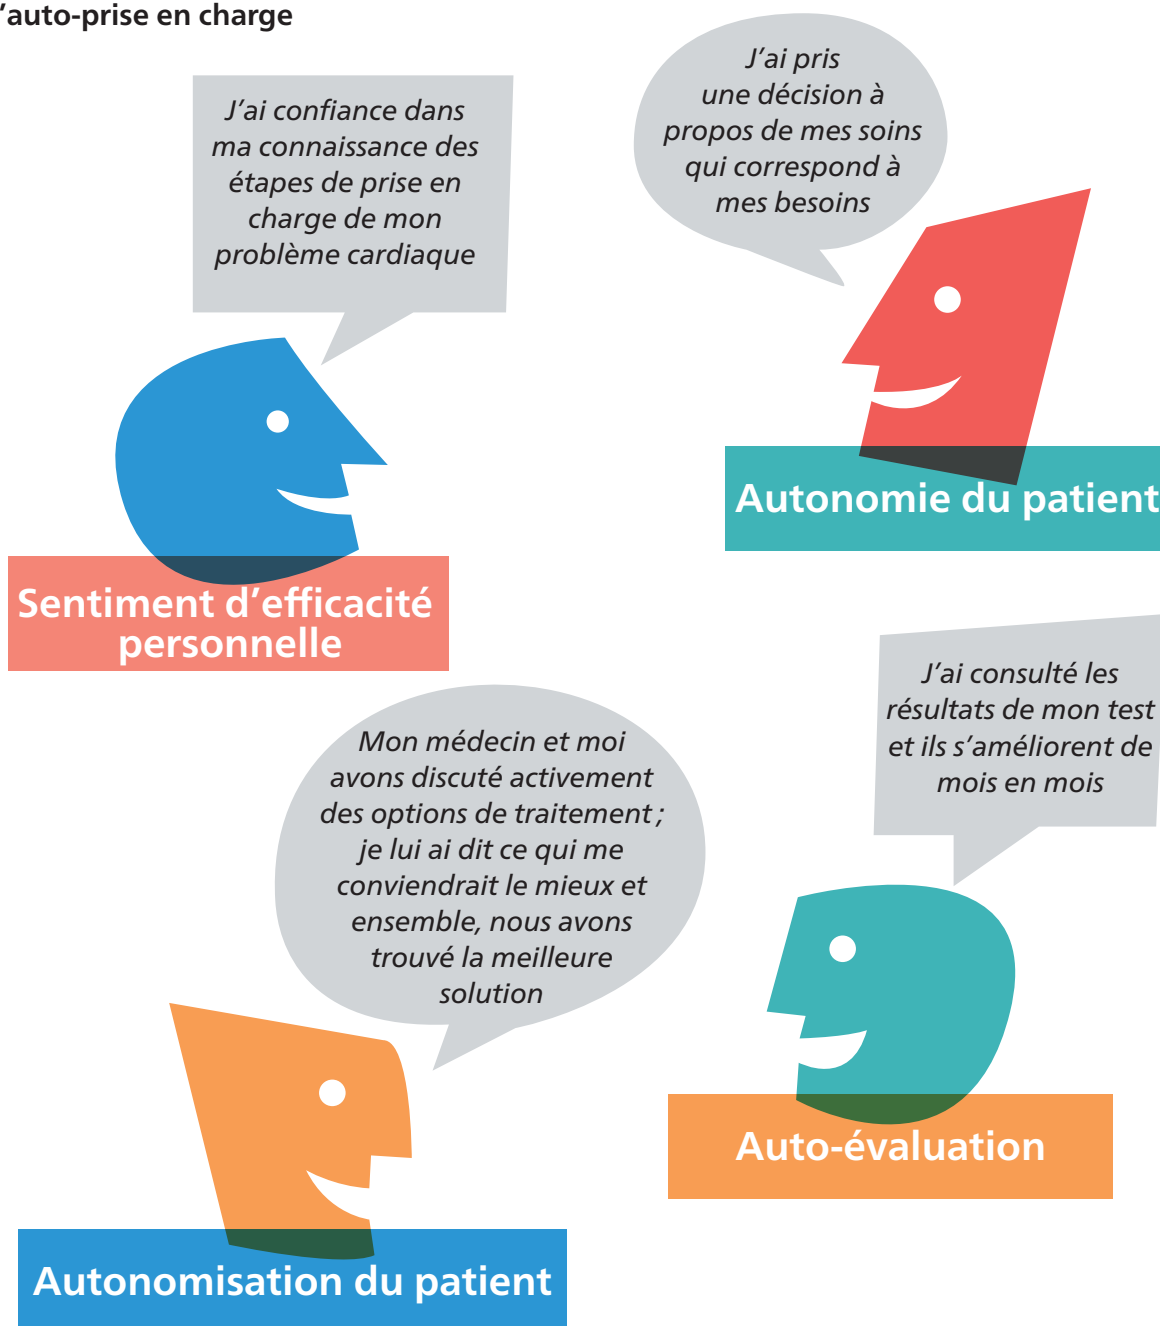 ’auto-prise en charge
J’ai confiance dans
ma connaissance des
étapes de prise en
charge de mon
problème cardiaque
Sentiment d’efficacité
personnelle
J’ai pris
une décision à
propos de mes soins
qui correspond à
mes besoins
Autonomie du patient
Mon médecin et moi
avons discuté activement
des options de traitement ;
je lui ai dit ce qui me
conviendrait le mieux et
ensemble, nous avons
trouvé la meilleure
solution
Autonomisation du patient
J’ai consulté les
résultats de mon test
et ils s’améliorent de
mois en mois
Auto-évaluation